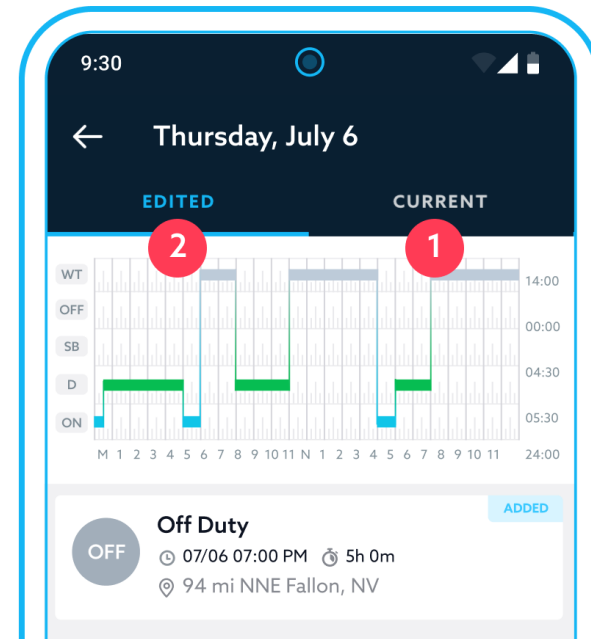 9:30
Thursday, July 6
EDITED CURRENT
2 1
WT 14:00
OFF 00:00
SB 04:30
D 05:30
ON
M 1 2 3 4 5 6 7 8 9 10 11 N 1 2 3 4 5 6 7 8 9 10 11 24:00
ADDED
Off Duty
OFF 07/06 07:00 PM 5h 0m
94 mi NNE Fallon, NV